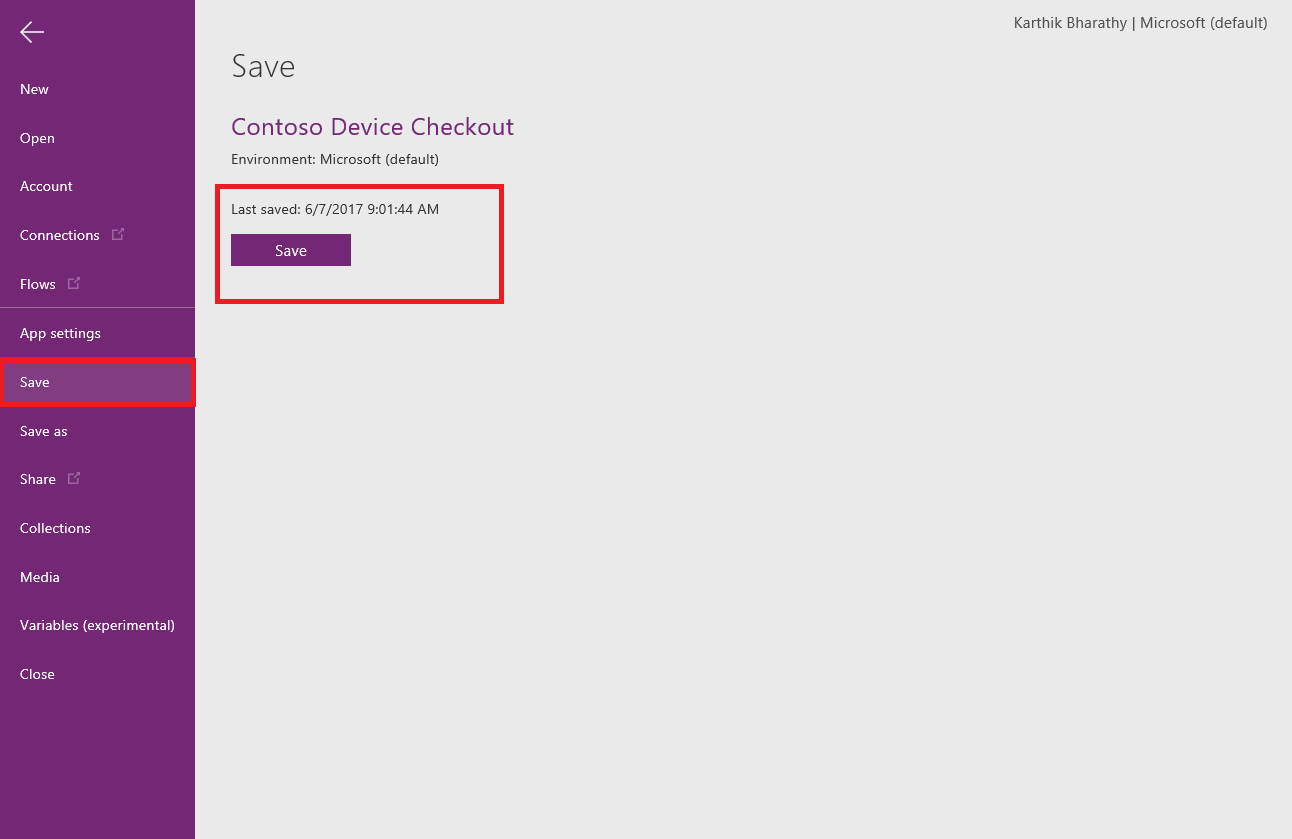 Karthik Bharathy | Microsoft (default)
New
Open
Account
Connections
Flows
App settings
Save
Save as
Share
Collections
Media
Variables (experimental)
Close
Save
Contoso Device Checkout
Environment: Microsoft (default)
Last saved: 6/7/2017 9:01:44 AM
Save